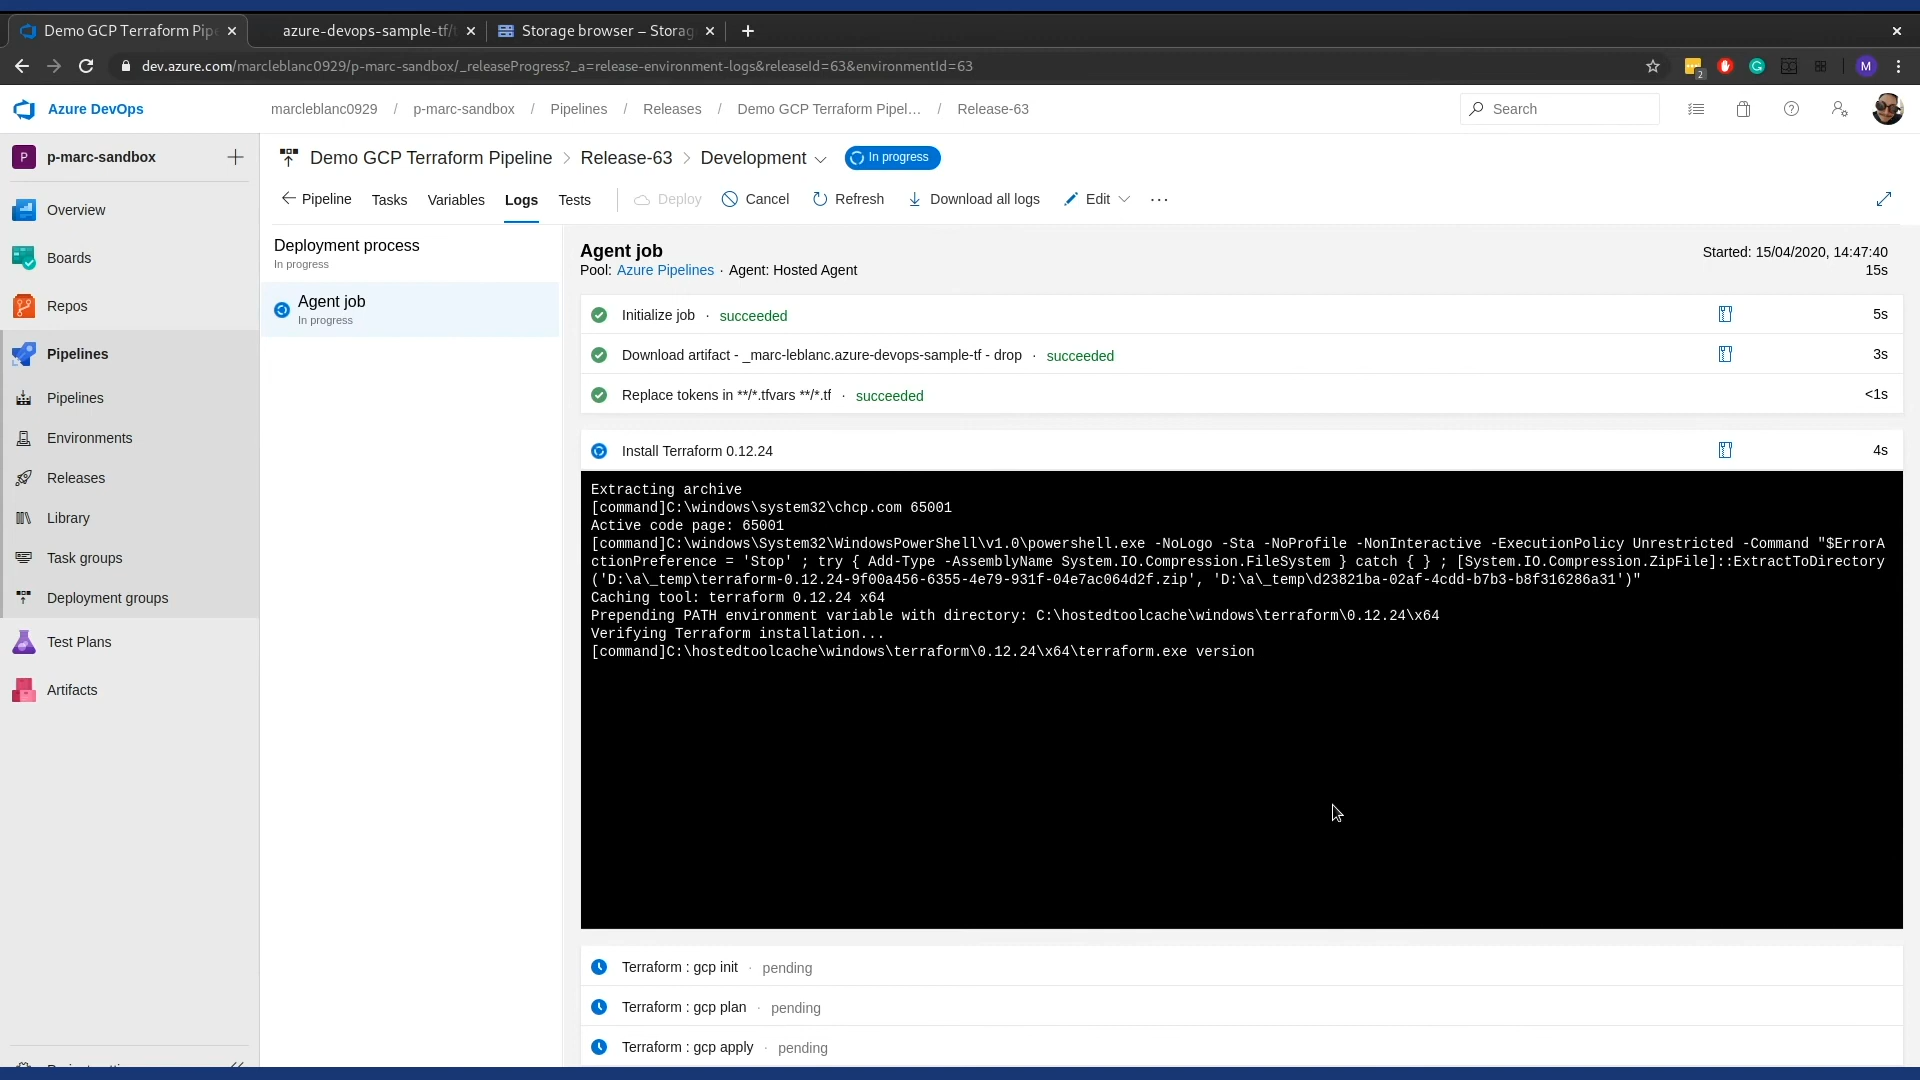 Demo GCP Terraform Pipe
azure-devops-sample-tf/t
Storage browser – Storag
dev.azure.com/marcleblanc0929/p-marc-sandbox/_releaseProgress?_a=release-environment-logs&releaseId=63&environmentId=63
2
M
Azure DevOps
marcleblanc0929 / p-marc-sandbox / Pipelines / Releases / Demo GCP Terraform Pipel… / Release-63
Search
P p-marc-sandbox
Overview
Boards
Repos
Pipelines
Pipelines
Environments
Releases
Library
Task groups
Deployment groups
Test Plans
Artifacts
Demo GCP Terraform Pipeline > Release-63 > Development
In progress
Pipeline
Tasks
Variables
Logs
Tests
Deploy
Cancel
Refresh
Download all logs
Edit
Deployment process
In progress
Agent job
In progress
Agent job
Pool: Azure Pipelines · Agent: Hosted Agent
Started: 15/04/2020, 14:47:40
15s
Initialize job · succeeded
5s
Download artifact - _marc-leblanc.azure-devops-sample-tf - drop · succeeded
3s
Replace tokens in **/*.tfvars **/*.tf · succeeded
<1s
Install Terraform 0.12.24
4s
Extracting archive
[command]C:\windows\system32\chcp.com 65001
Active code page: 65001
[command]C:\windows\System32\WindowsPowerShell\v1.0\powershell.exe -NoLogo -Sta -NoProfile -NonInteractive -ExecutionPolicy Unrestricted -Command "$ErrorA
ctionPreference = 'Stop' ; try { Add-Type -AssemblyName System.IO.Compression.FileSystem } catch { } ; [System.IO.Compression.ZipFile]::ExtractToDirectory
('D:\a\_temp\terraform-0.12.24-9f00a456-6355-4e79-931f-04e7ac064d2f.zip', 'D:\a\_temp\d23821ba-02af-4cdd-b7b3-b8f316286a31')"
Caching tool: terraform 0.12.24 x64
Prepending PATH environment variable with directory: C:\hostedtoolcache\windows\terraform\0.12.24\x64
Verifying Terraform installation...
[command]C:\hostedtoolcache\windows\terraform\0.12.24\x64\terraform.exe version
Terraform : gcp init · pending
Terraform : gcp plan · pending
Terraform : gcp apply · pending